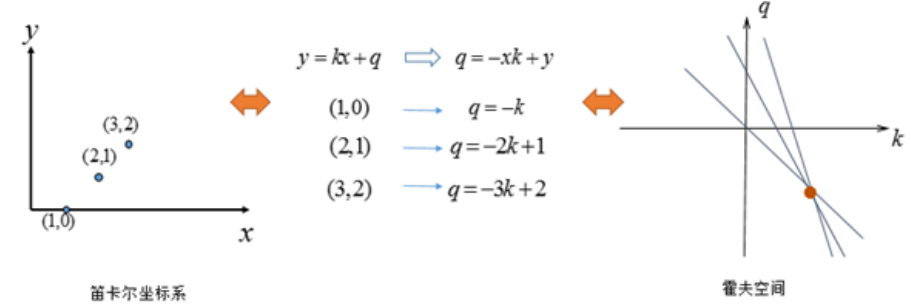 y
(3,2)
(2,1)
(1,0)
x
笛卡尔坐标系
y=kx+q ⇨ q=−xk+y
(1,0) → q=−k
(2,1) → q=−2k+1
(3,2) → q=−3k+2
q
k
霍夫空间